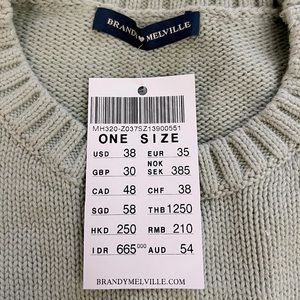 BRANDY♥MELVILLE
MH320-Z037SZ13900551
ONE SIZE
USD 38 EUR 35
GBP 30 NOK SEK 385
CAD 48 CHF 38
SGD 58 THB 1250
HKD 250 RMB 210
IDR 665000 AUD 54
BRANDYMELVILLE.COM